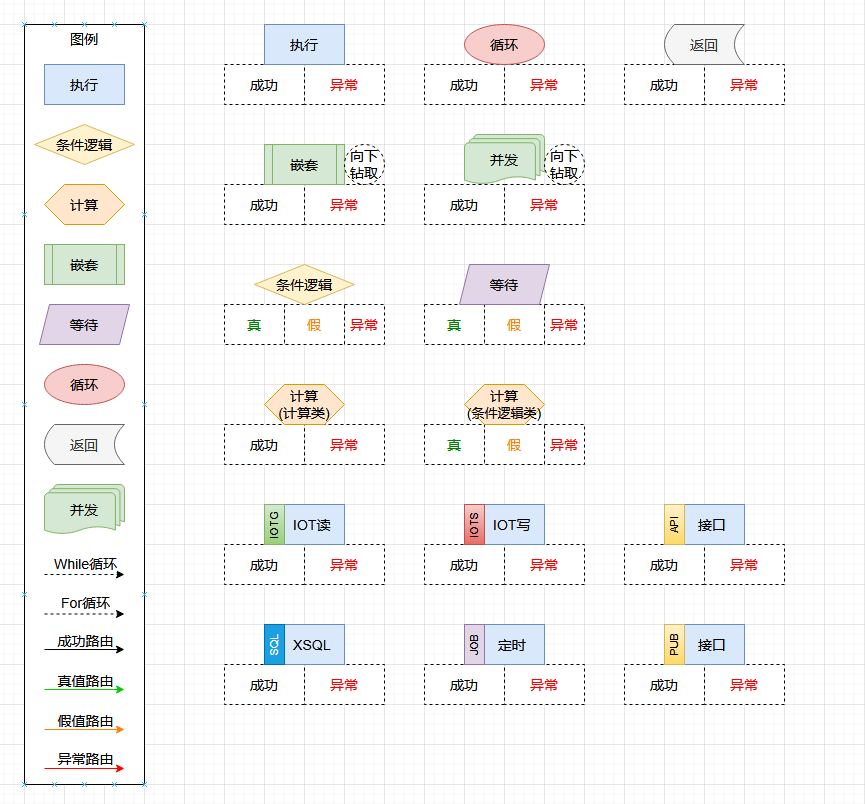 图例
执行
条件逻辑
计算
嵌套
等待
循环
返回
并发
While循环
For循环
成功路由
真值路由
假值路由
异常路由
执行
成功
异常
循环
成功
异常
返回
成功
异常
嵌套
向下
钻取
成功
异常
并发
向下
钻取
成功
异常
条件逻辑
真
假
异常
等待
真
假
异常
计算
(计算类)
成功
异常
计算
(条件逻辑类)
真
假
异常
IOTG
IOT读
成功
异常
IOTS
IOT写
成功
异常
API
接口
成功
异常
SQL
XSQL
成功
异常
JOB
定时
成功
异常
PUB
接口
成功
异常